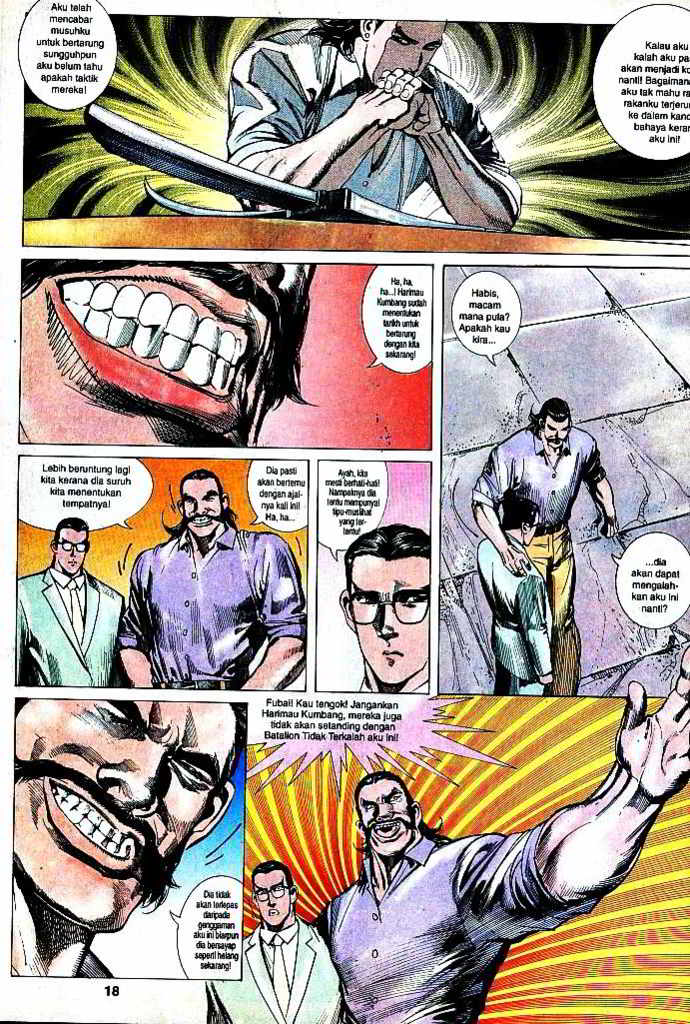 Aku telah
mencabar
musuhku
untuk bertarung
sungguhpun
aku belum tahu
apakah taktik
mereka!
Kalau aku
kalah aku pa
akan menjadi ko
nanti! Bagaiman
aku tak mahu ra
rakanku terjeru
ke dalam kanc
bahaya keran
aku ini!
Ha, ha,
ha...! Harimau
Kumbang sudah
menentukan
tarikh untuk
bertarung
dengan kita
sekarang!
Habis,
macam
mana pula?
Apakah kau
kira...
...dia
akan dapat
mengalah-
kan aku ini
nanti?
Lebih beruntung lagi
kita kerana dia suruh
kita menentukan
tempatnya!
Dia pasti
akan bertemu
dengan ajal-
nya kali ini!
Ha, ha...
Ayah, kita
mesti berhati-hati!
Nampaknya dia
tentu mempunyai
tipu-muslihat
yang ter-
tentu!
Fubai! Kau tengok! Jangankan
Harimau Kumbang, mereka juga
tidak akan setanding dengan
Batalion Tidak Terkalah aku ini!
Dia tidak
akan terlepas
daripada
genggaman
aku ini biarpun
dia bersayap
seperti helang
sekarang!
18